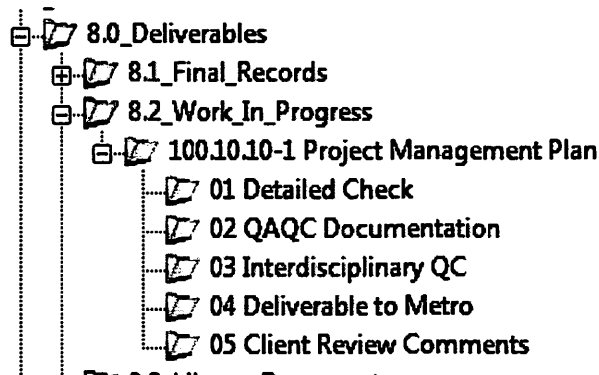 8.0_Deliverables
8.1_Final_Records
8.2_Work_In_Progress
100.10.10-1 Project Management Plan
01 Detailed Check
02 QAQC Documentation
03 Interdisciplinary QC
04 Deliverable to Metro
05 Client Review Comments